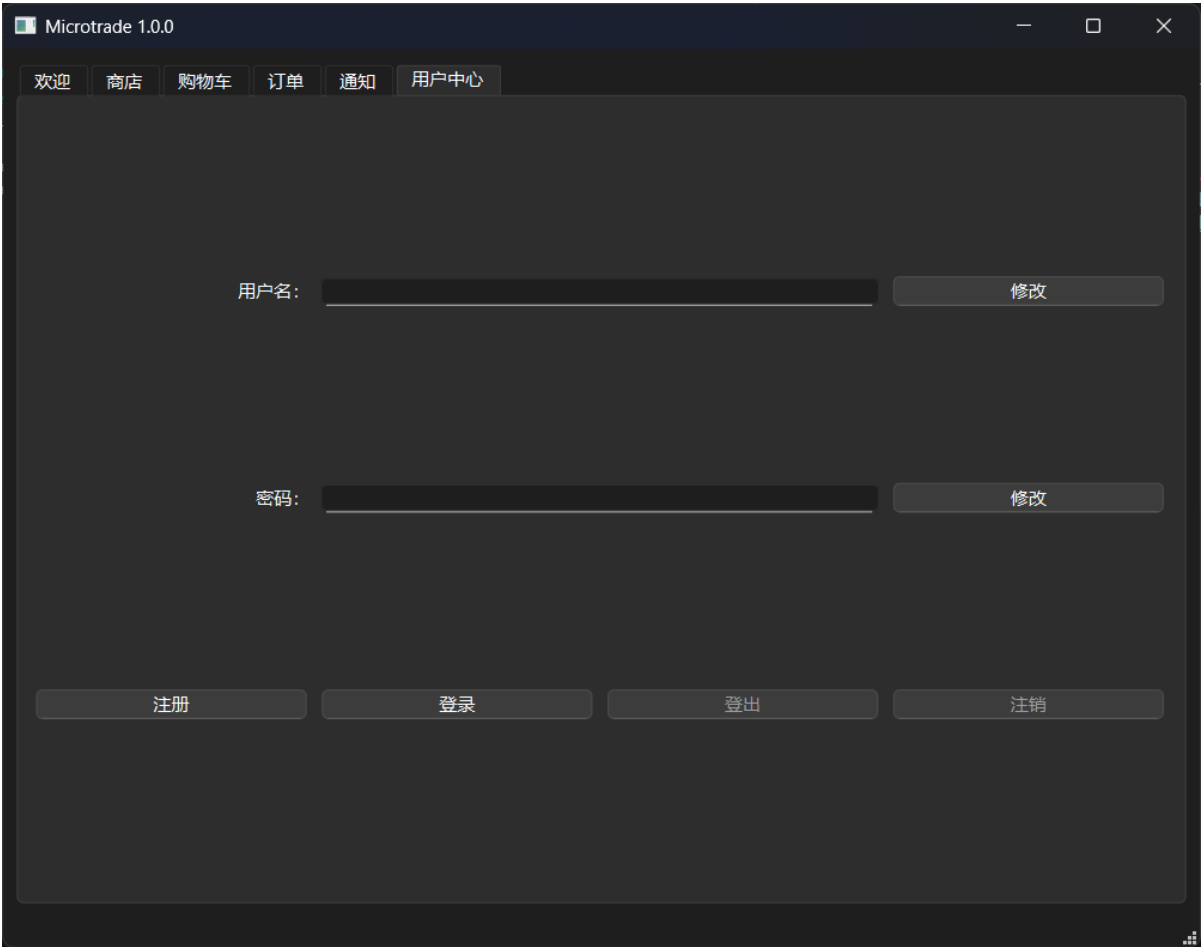 Microtrade 1.0.0
欢迎 商店 购物车 订单 通知 用户中心
用户名： 修改
密码： 修改
注册 登录 登出 注销